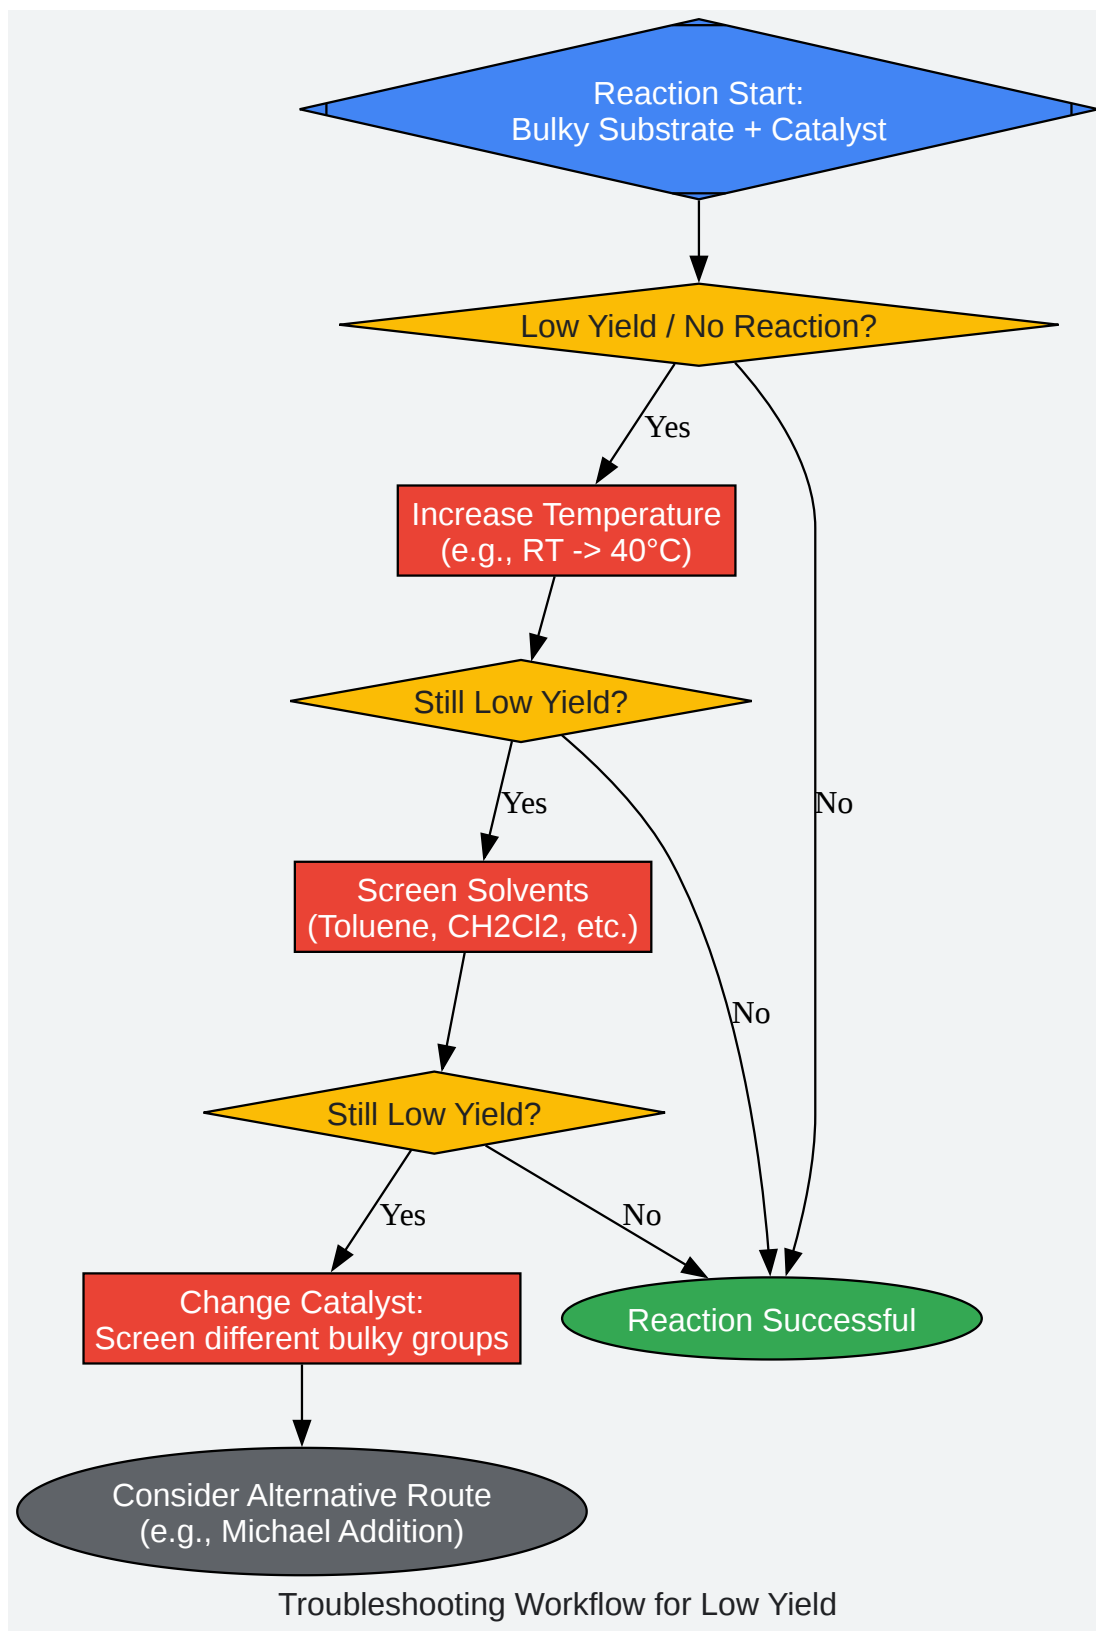 Reaction Start:
Bulky Substrate + Catalyst
Low Yield / No Reaction?
Yes
Increase Temperature
(e.g., RT -> 40°C)
Still Low Yield?
Yes
No
Screen Solvents
(Toluene, CH2Cl2, etc.)
No
Still Low Yield?
Yes
No
Change Catalyst:
Screen different bulky groups
Reaction Successful
Consider Alternative Route
(e.g., Michael Addition)
Troubleshooting Workflow for Low Yield